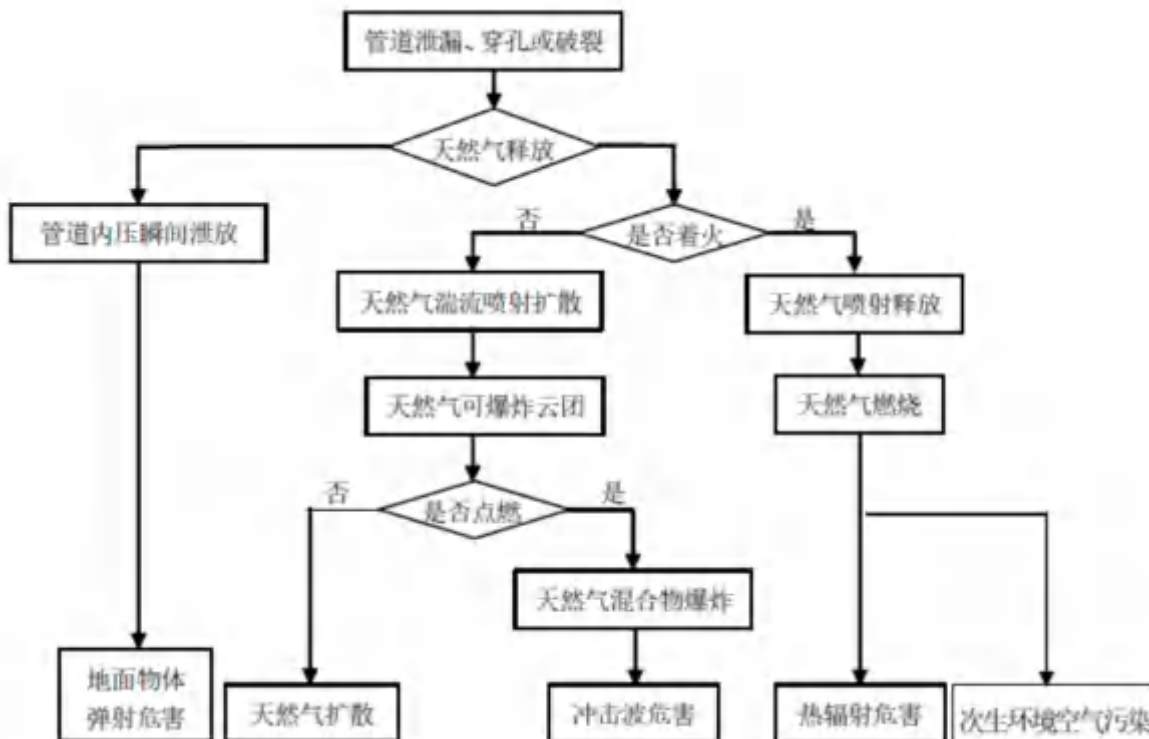 管道泄漏、穿孔或破裂
天然气释放
管道内压瞬间泄放
否
是否着火
是
天然气湍流喷射扩散
天然气喷射释放
天然气可爆炸云团
天然气燃烧
否
是否点燃
是
天然气混合物爆炸
地面物体
弹射危害
天然气扩散
冲击波危害
热辐射危害
次生环境空气污染